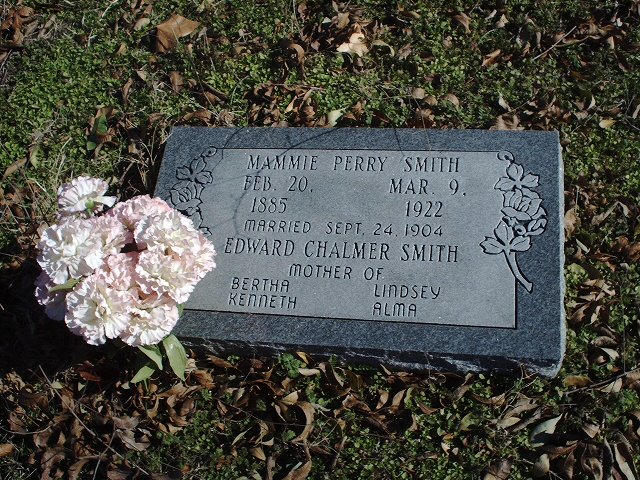 MAMMIE PERRY SMITH
FEB. 20, MAR. 9,
1885 1922
MARRIED SEPT. 24, 1904
EDWARD CHALMER SMITH
MOTHER OF
BERTHA LINDSEY
KENNETH ALMA